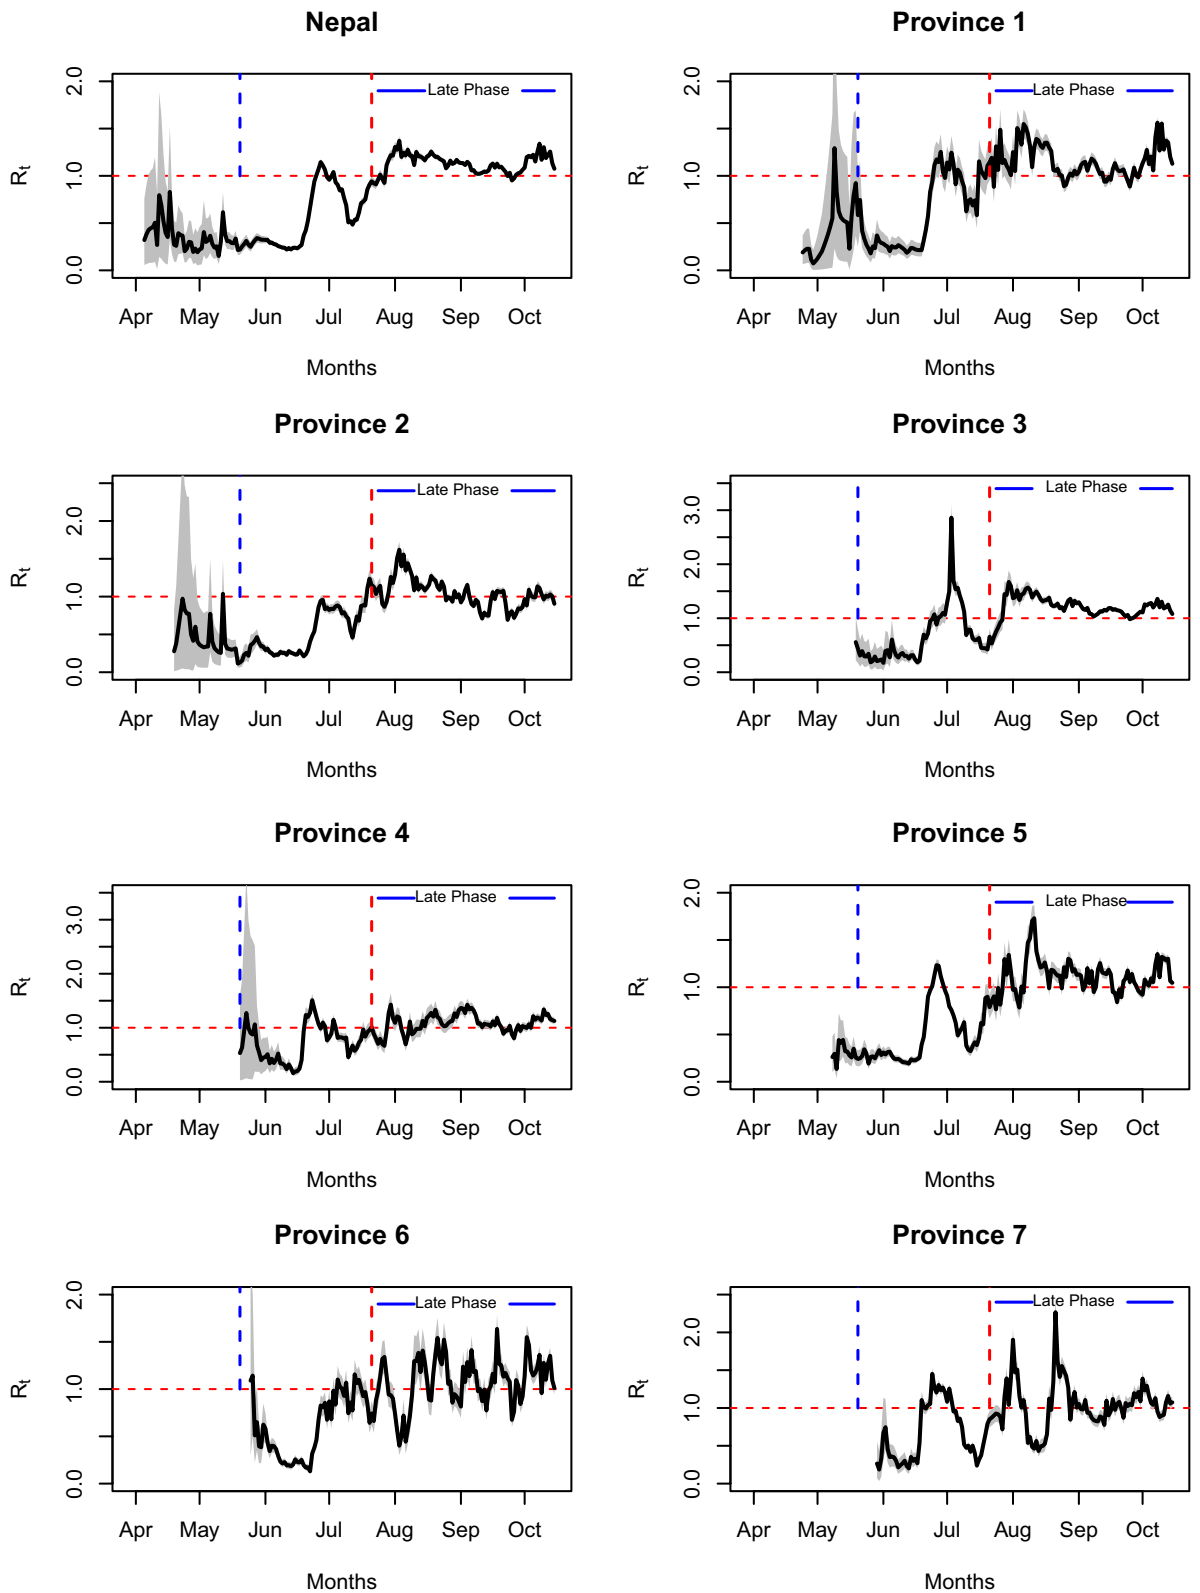 Nepal
Province 1
2.0
1.0
0.0
Rt
Late Phase
Apr May Jun Jul Aug Sep Oct
Months
2.0
1.0
0.0
Rt
Late Phase
Apr May Jun Jul Aug Sep Oct
Months
Province 2
Province 3
2.0
1.0
0.0
Rt
Late Phase
Apr May Jun Jul Aug Sep Oct
Months
3.0
2.0
1.0
0.0
Rt
Late Phase
Apr May Jun Jul Aug Sep Oct
Months
Province 4
Province 5
3.0
2.0
1.0
0.0
Rt
Late Phase
Apr May Jun Jul Aug Sep Oct
Months
2.0
1.0
0.0
Rt
Late Phase
Apr May Jun Jul Aug Sep Oct
Months
Province 6
Province 7
2.0
1.0
0.0
Rt
Late Phase
Apr May Jun Jul Aug Sep Oct
Months
2.0
1.0
0.0
Rt
Late Phase
Apr May Jun Jul Aug Sep Oct
Months